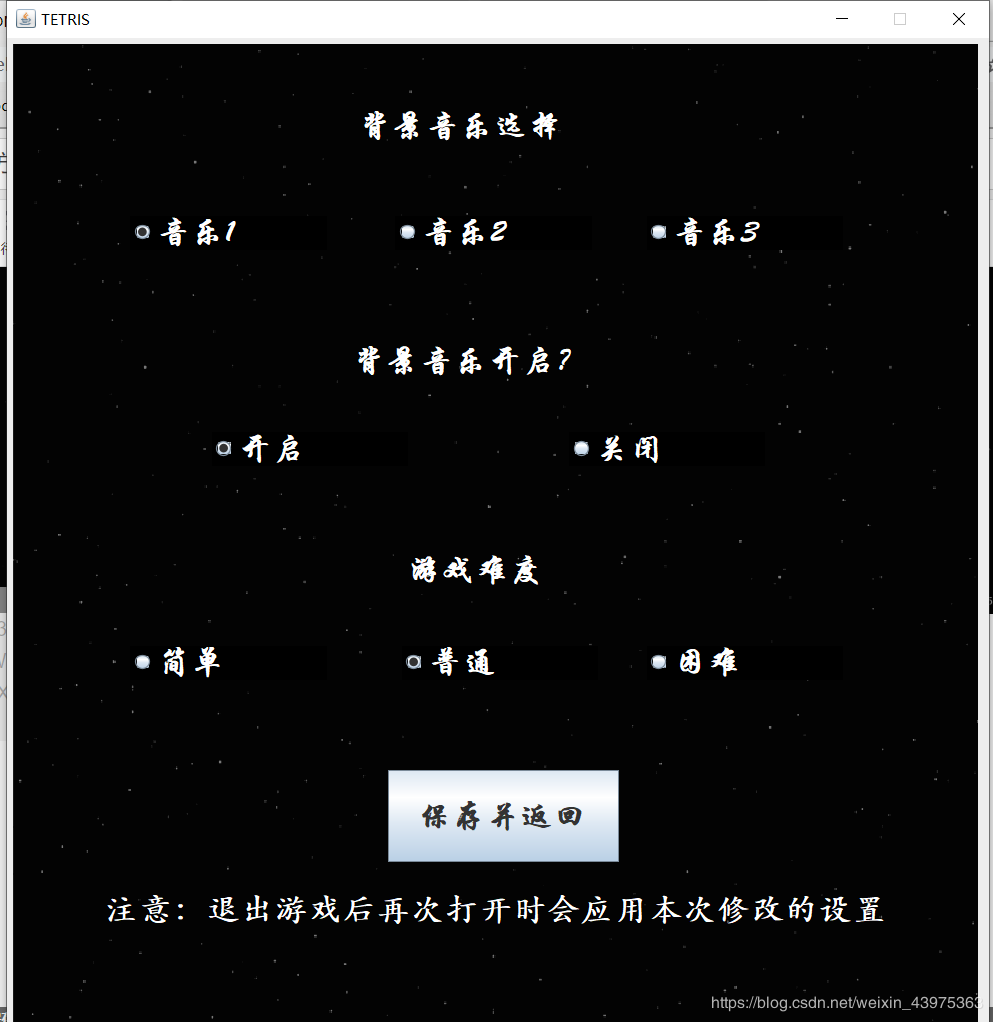 TETRIS
背景音乐选择
音乐1 音乐2 音乐3
背景音乐开启?
开启 关闭
游戏难度
简单 普通 困难
保存并返回
注意：退出游戏后再次打开时会应用本次修改的设置
https://blog.csdn.net/weixin_43975363